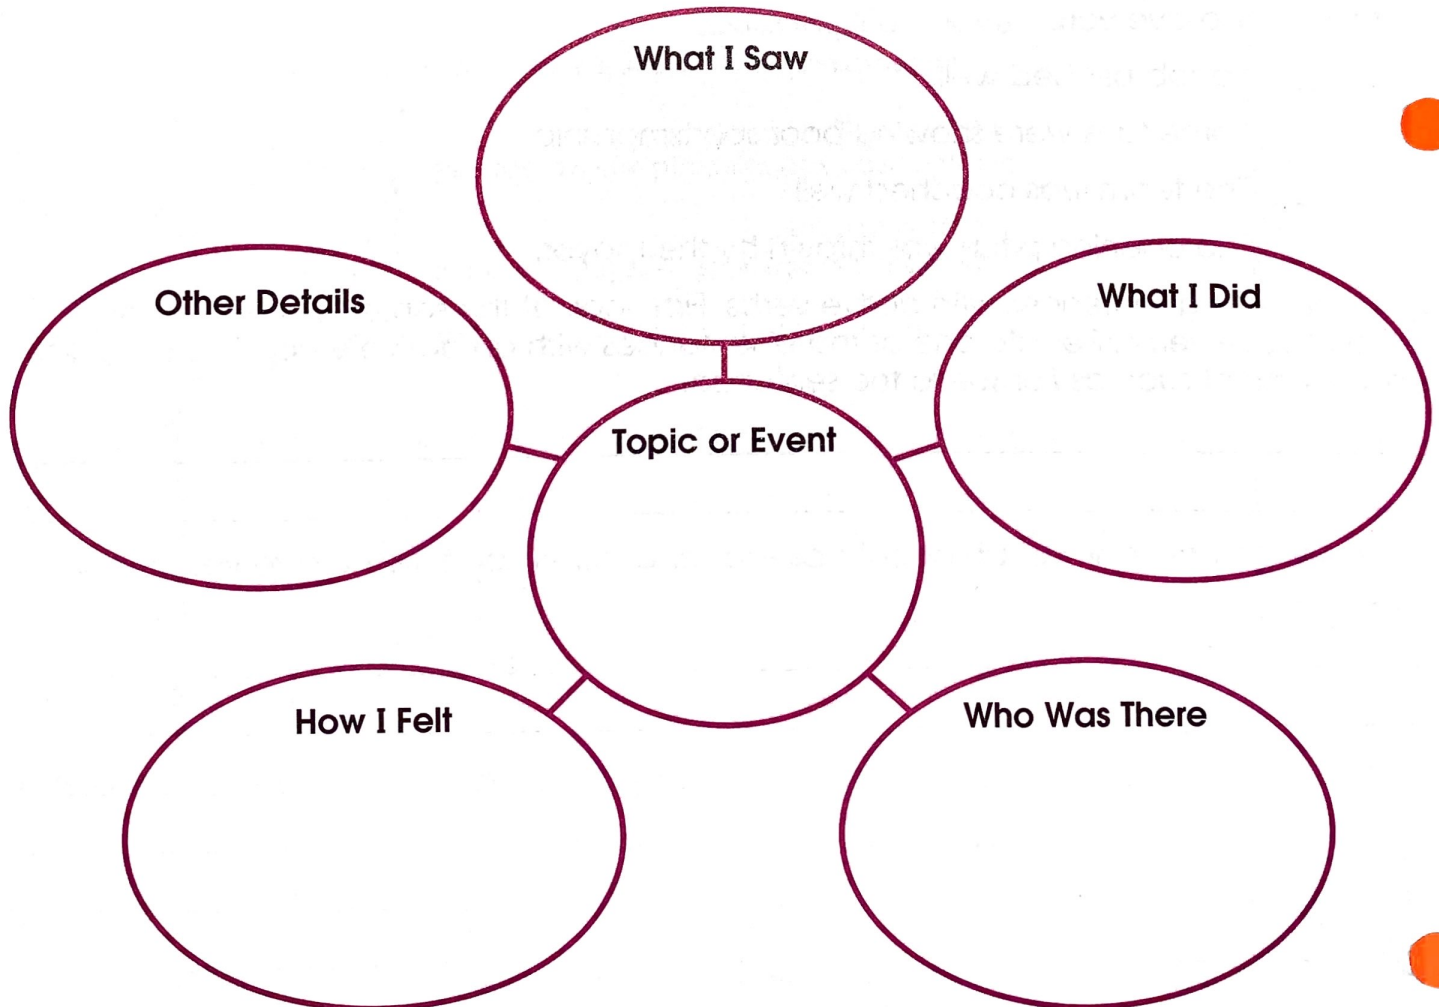 What I Saw
Other Details
What I Did
Topic or Event
How I Felt
Who Was There